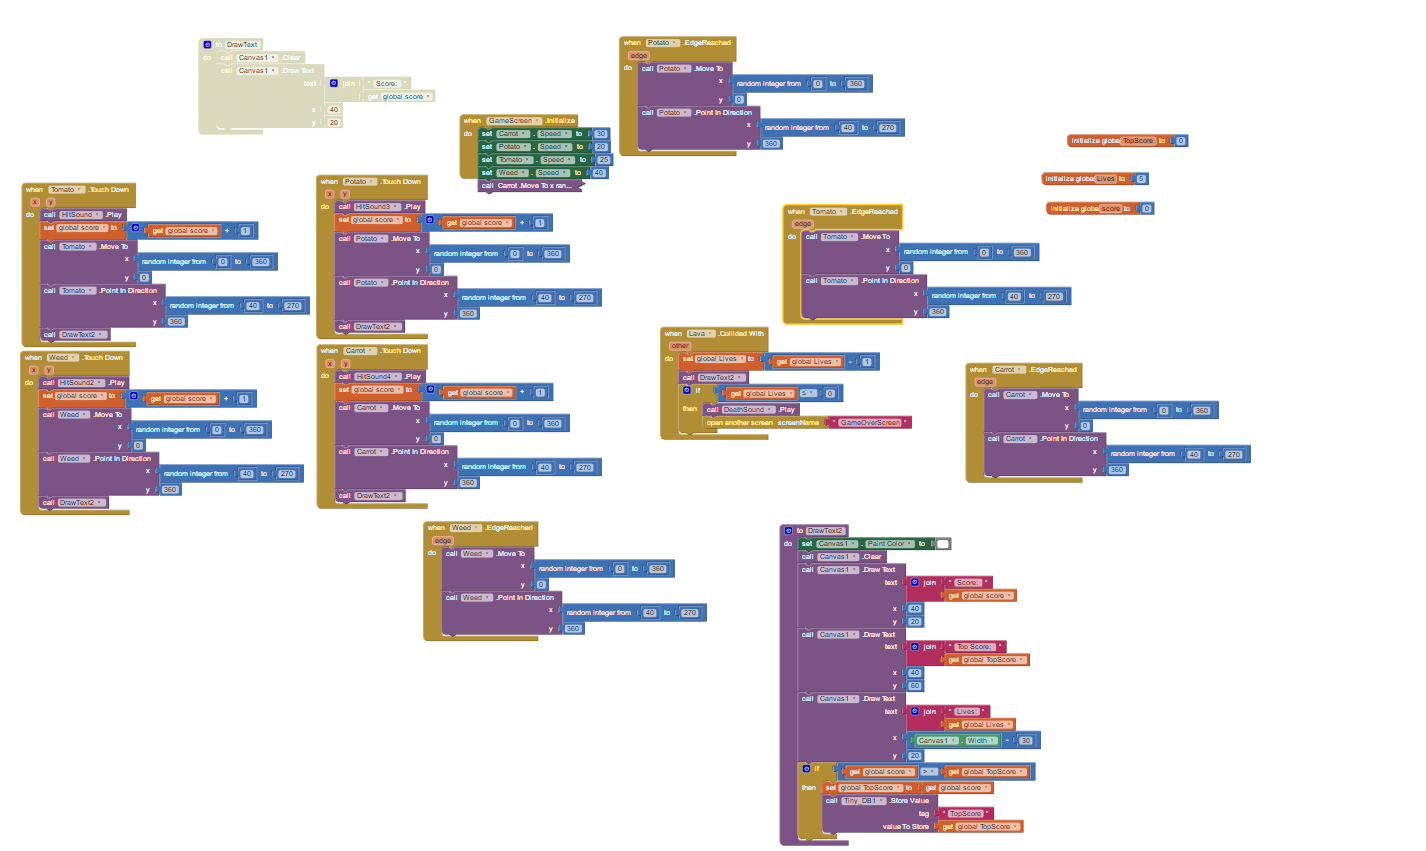 to DrawText
do call Canvas1 .Clear
call Canvas1 .Draw Text
text join " Score: "
get global score
x 40
y 20
when GameScreen .Initialize
do set Carrot . Speed to 30
set Potato . Speed to 20
set Tomato . Speed to 25
set Weed . Speed to 40
call Carrot .Move To x ran...
when Potato .EdgeReached
edge
do call Potato .Move To
x random integer from 0 to 360
y 0
call Potato .Point In Direction
x random integer from 40 to 270
y 360
initialize global TopScore to 0
initialize global Lives to 5
initialize global score to 0
when Tomato .Touch Down
x y
do call HitSound .Play
set global score to get global score + 1
call Tomato .Move To
x random integer from 0 to 360
y 0
call Tomato .Point In Direction
x random integer from 40 to 270
y 360
call DrawText2
when Potato .Touch Down
x y
do call HitSound3 .Play
set global score to get global score + 1
call Potato .Move To
x random integer from 0 to 360
y 0
call Potato .Point In Direction
x random integer from 40 to 270
y 360
call DrawText2
when Tomato .EdgeReached
edge
do call Tomato .Move To
x random integer from 0 to 360
y 0
call Tomato .Point In Direction
x random integer from 40 to 270
y 360
when Weed .Touch Down
x y
do call HitSound2 .Play
set global score to get global score + 1
call Weed .Move To
x random integer from 0 to 360
y 0
call Weed .Point In Direction
x random integer from 40 to 270
y 360
call DrawText2
when Carrot .Touch Down
x y
do call HitSound4 .Play
set global score to get global score + 1
call Carrot .Move To
x random integer from 0 to 360
y 0
call Carrot .Point In Direction
x random integer from 40 to 270
y 360
call DrawText2
when Lava .Collided With
other
do set global Lives to get global Lives - 1
call DrawText2
if get global Lives ≤ 0
then call DeathSound .Play
open another screen screenName " GameOverScreen "
when Carrot .EdgeReached
edge
do call Carrot .Move To
x random integer from 0 to 360
y 0
call Carrot .Point In Direction
x random integer from 40 to 270
y 360
when Weed .EdgeReached
edge
do call Weed .Move To
x random integer from 0 to 360
y 0
call Weed .Point In Direction
x random integer from 40 to 270
y 360
to DrawText2
do set Canvas1 . Paint Color to
call Canvas1 .Clear
call Canvas1 .Draw Text
text join " Score: "
get global score
x 40
y 20
call Canvas1 .Draw Text
text join " Top Score: "
get global TopScore
x 40
y 60
call Canvas1 .Draw Text
text join " Lives: "
get global Lives
x Canvas1 . Width - 30
y 20
if get global score > get global TopScore
then set global TopScore to get global score
call Tiny_DB1 .Store Value
tag " TopScore "
value To Store get global TopScore